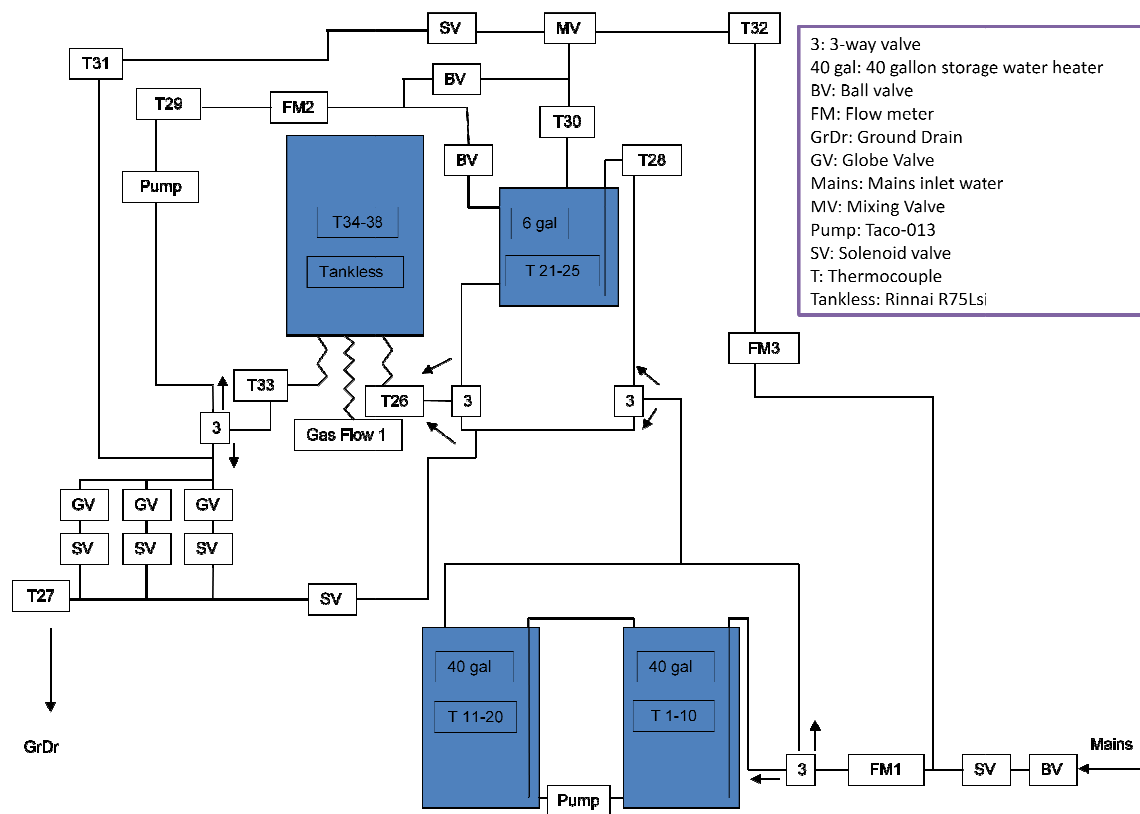 SV
MV
T32
3: 3-way valve
40 gal: 40 gallon storage water heater
BV: Ball valve
FM: Flow meter
GrDr: Ground Drain
GV: Globe Valve
Mains: Mains inlet water
MV: Mixing Valve
Pump: Taco-013
SV: Solenoid valve
T: Thermocouple
Tankless: Rinnai R75Lsi
T31
BV
T29
FM2
T30
BV
T28
Pump
T34-38
6 gal
Tankless
T 21-25
FM3
T33
T26
3
3
3
Gas Flow 1
GV
GV
GV
SV
SV
SV
T27
SV
40 gal
40 gal
T 11-20
T 1-10
GrDr
Mains
3
FM1
SV
BV
Pump